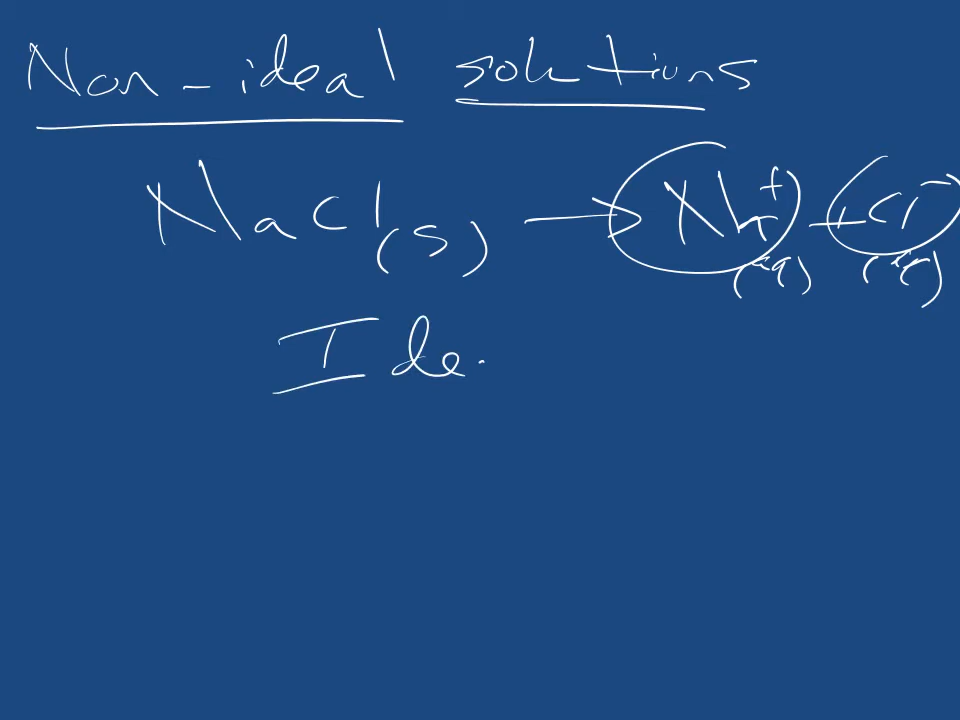 Non-ideal solutions
NaCl(s) → Na⁺(aq) + Cl⁻(aq)
Ide